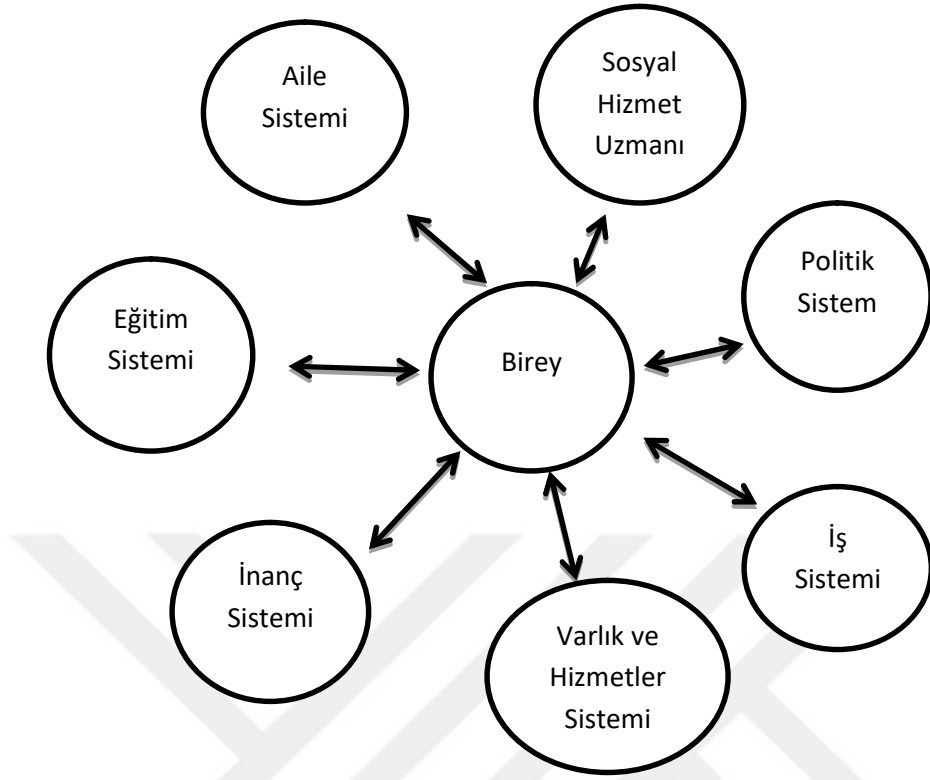 Aile
Sistemi
Sosyal
Hizmet
Uzmanı
Politik
Sistem
Eğitim
Sistemi
Birey
İş
Sistemi
İnanç
Sistemi
Varlık ve
Hizmetler
Sistemi